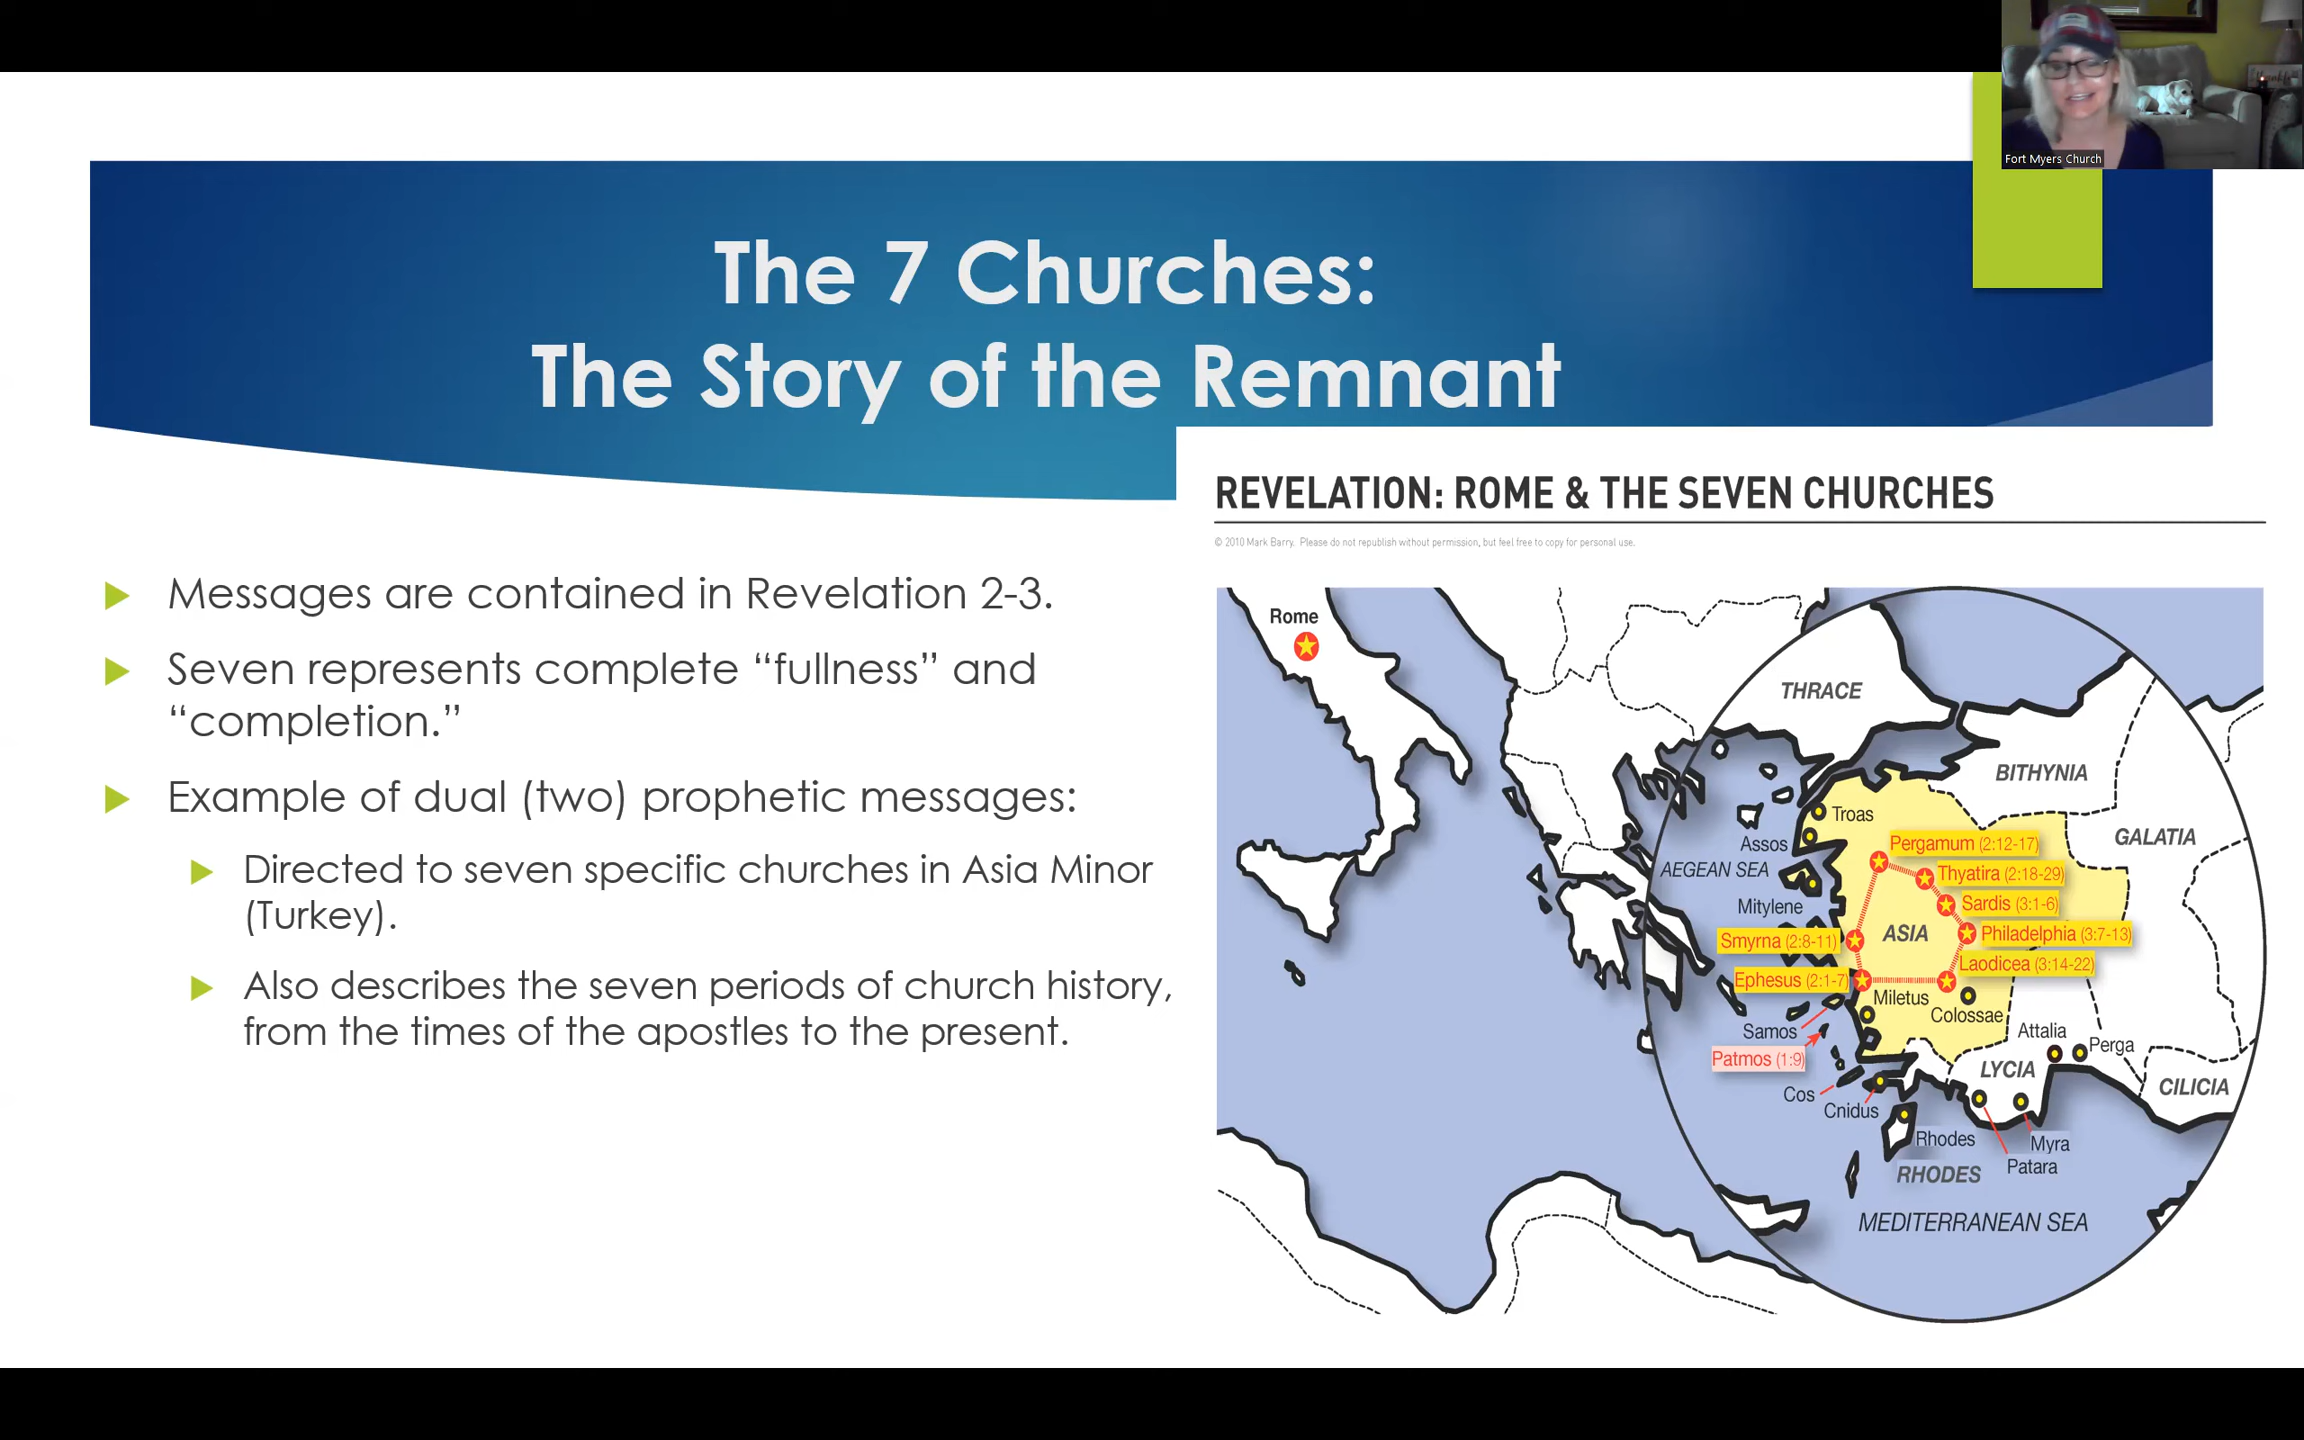 Fort Myers Church
The 7 Churches:
The Story of the Remnant
Messages are contained in Revelation 2-3.
Seven represents complete “fullness” and
“completion.”
Example of dual (two) prophetic messages:
Directed to seven specific churches in Asia Minor
(Turkey).
Also describes the seven periods of church history,
from the times of the apostles to the present.
REVELATION: ROME & THE SEVEN CHURCHES
© 2010 Mark Barry. Please do not republish without permission, but feel free to copy for personal use.
Rome
THRACE
BITHYNIA
GALATIA
Troas
Assos
AEGEAN SEA
Mitylene
Pergamum (2:12-17)
Thyatira (2:18-29)
Sardis (3:1-6)
ASIA
Philadelphia (3:7-13)
Smyrna (2:8-11)
Laodicea (3:14-22)
Ephesus (2:1-7)
Miletus
Colossae
Samos
Patmos (1:9)
Attalia
Perga
LYCIA
CILICIA
Cos
Cnidus
Rhodes
RHODES
Myra
Patara
MEDITERRANEAN SEA